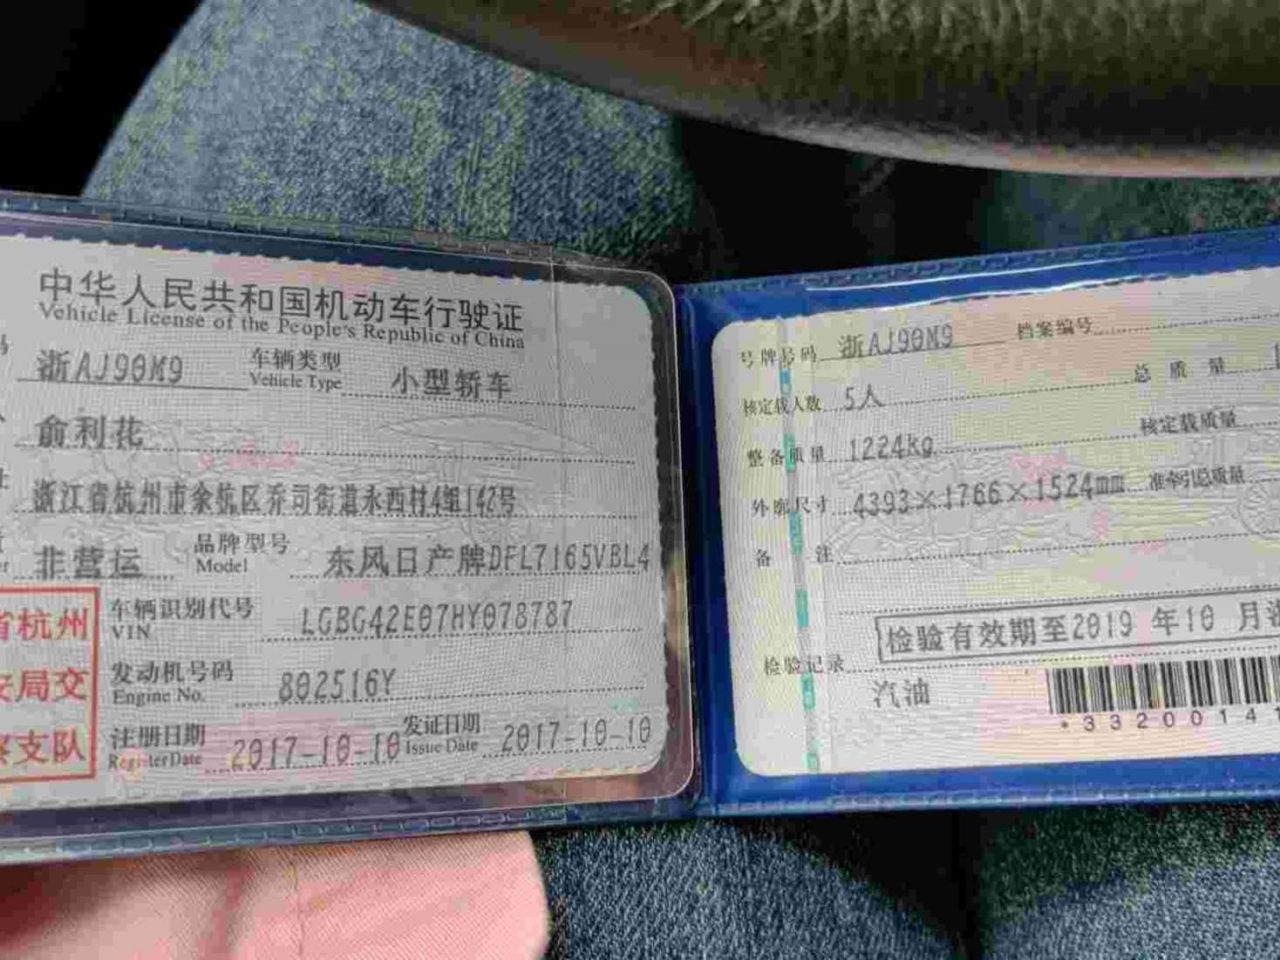 中华人民共和国机动车行驶证
Vehicle License of the People's Republic of China
浙AJ90M9 车辆类型 Vehicle Type 小型轿车
俞利花
浙江省杭州市余杭区乔司街道永西村4组142号
非营运 品牌型号 Model 东风日产牌DFL7165VBL4
车辆识别代号 VIN LGBG42E07HY078787
发动机号码 Engine No. 802516Y
注册日期 Register Date 2017-10-10 发证日期 Issue Date 2017-10-10
省杭州
安局交
察支队
号牌号码 浙AJ90M9 档案编号
核定载人数 5人 总质量
整备质量 1224kg 核定载质量
外廓尺寸 4393×1766×1524mm 准牵引总质量
备注
检验有效期至2019年10月
检验记录
汽油
*3320014